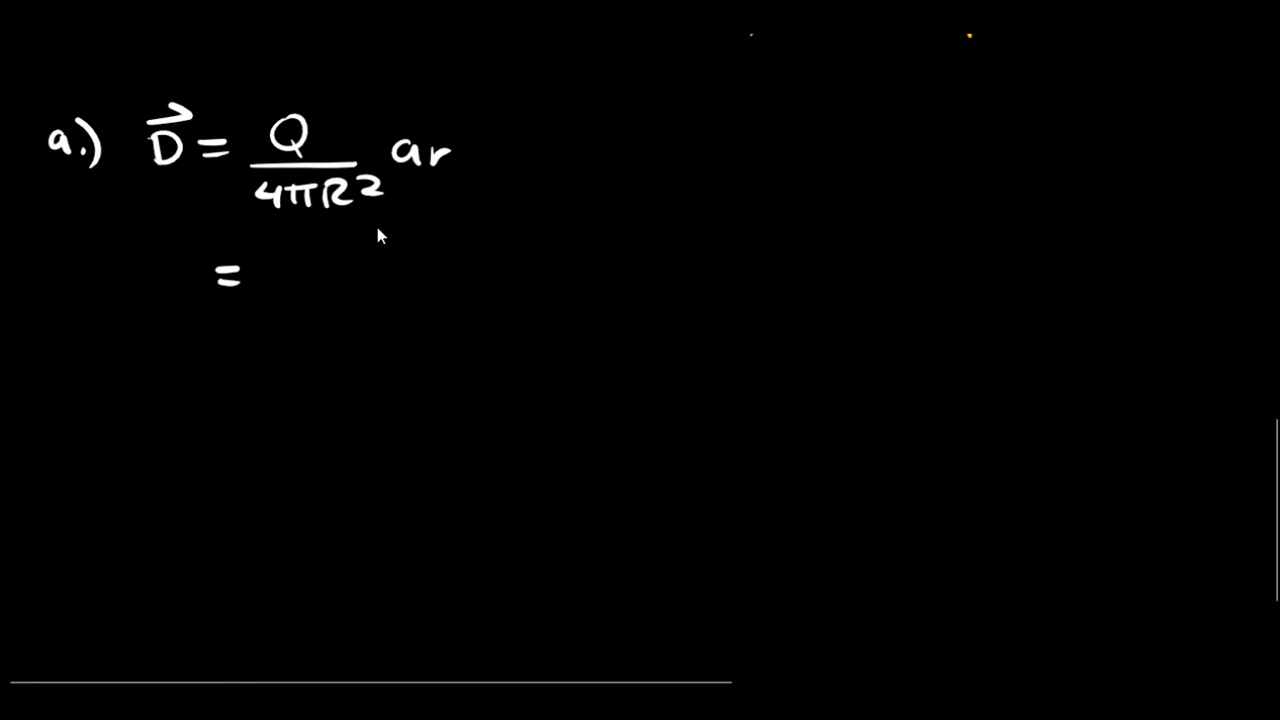 a.) D⃗ = Q / 4πR² ar
=